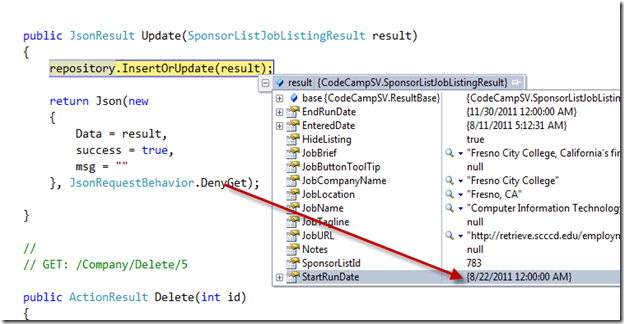 public JsonResult Update(SponsorListJobListingResult result)
{
repository.InsertOrUpdate(result);
result {CodeCampSV.SponsorListJobListingResult}
return Json(new
{
Data = result,
success = true,
msg = ""
}, JsonRequestBehavior.DenyGet);
}
//
// GET: /Company/Delete/5
public ActionResult Delete(int id)
{
base {CodeCampSV.ResultBase} {CodeCampSV.SponsorListJobListin
EndRunDate {11/30/2011 12:00:00 AM}
EnteredDate {8/11/2011 5:12:31 AM}
HideListing true
JobBrief "Fresno City College, California's fir
JobButtonToolTip null
JobCompanyName "Fresno City College"
JobLocation "Fresno, CA"
JobName "Computer Information Technology
JobTagline null
JobURL "http://retrieve.scccd.edu/employm
Notes null
SponsorListId 783
StartRunDate {8/22/2011 12:00:00 AM}